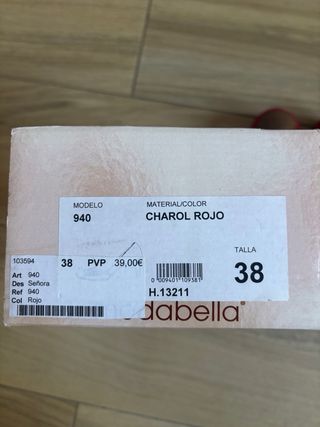 MODELO MATERIAL/COLOR
940 CHAROL ROJO
TALLA
38
103594
38 PVP 39,00€
Art 940
Des Señora
Ref 940
Col Rojo
0 009401 109381
H.13211
dabella